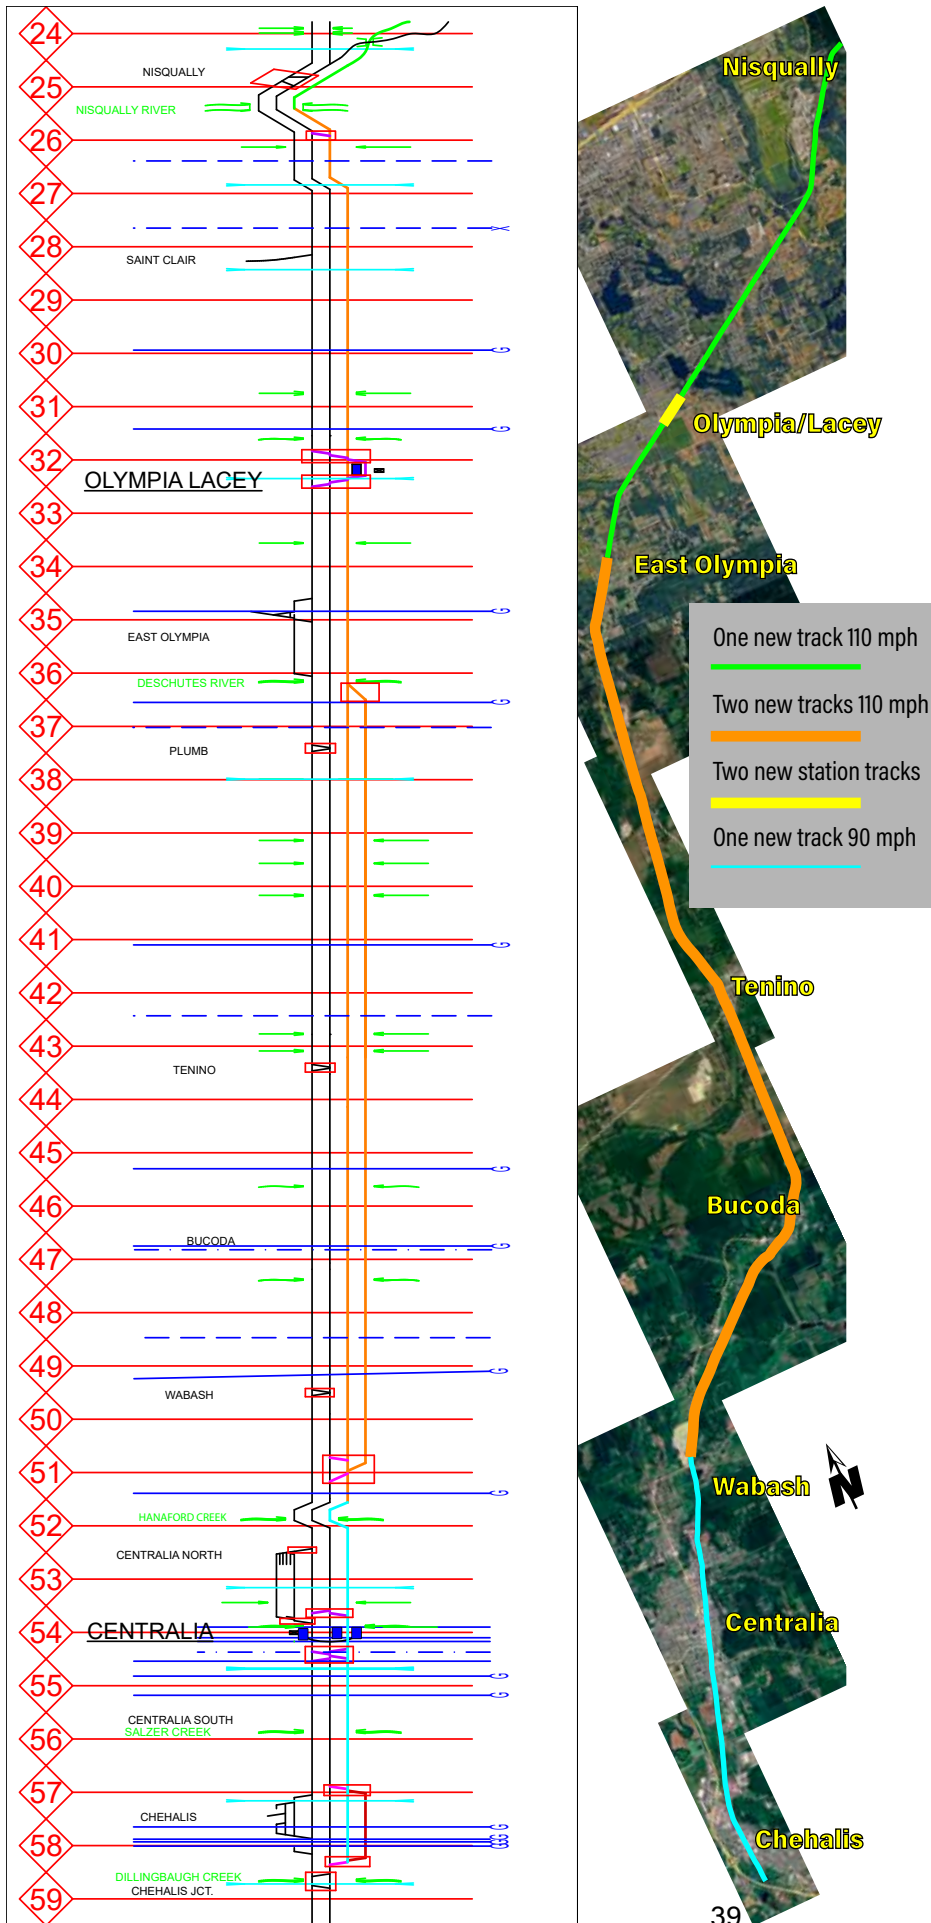 24
NISQUALLY
25
NISQUALLY RIVER
26
27
X
28
SAINT CLAIR
29
30
G
31
G
32
OLYMPIA LACEY
33
34
35
G
EAST OLYMPIA
36
DESCHUTES RIVER
G
37
PLUMB
38
39
40
41
G
42
43
TENINO
44
45
G
46
BUCODA
G
47
48
49
G
WABASH
50
51
G
HANAFORD CREEK
52
CENTRALIA NORTH
53
CENTRALIA
54
G
55
G
CENTRALIA SOUTH
SALZER CREEK
56
57
CHEHALIS
G
58
DILLINGBAUGH CREEK
CHEHALIS JCT.
59
Nisqually
Olympia/Lacey
East Olympia
One new track 110 mph
Two new tracks 110 mph
Two new station tracks
One new track 90 mph
Tenino
Bucoda
Wabash
N
Centralia
Chehalis
39